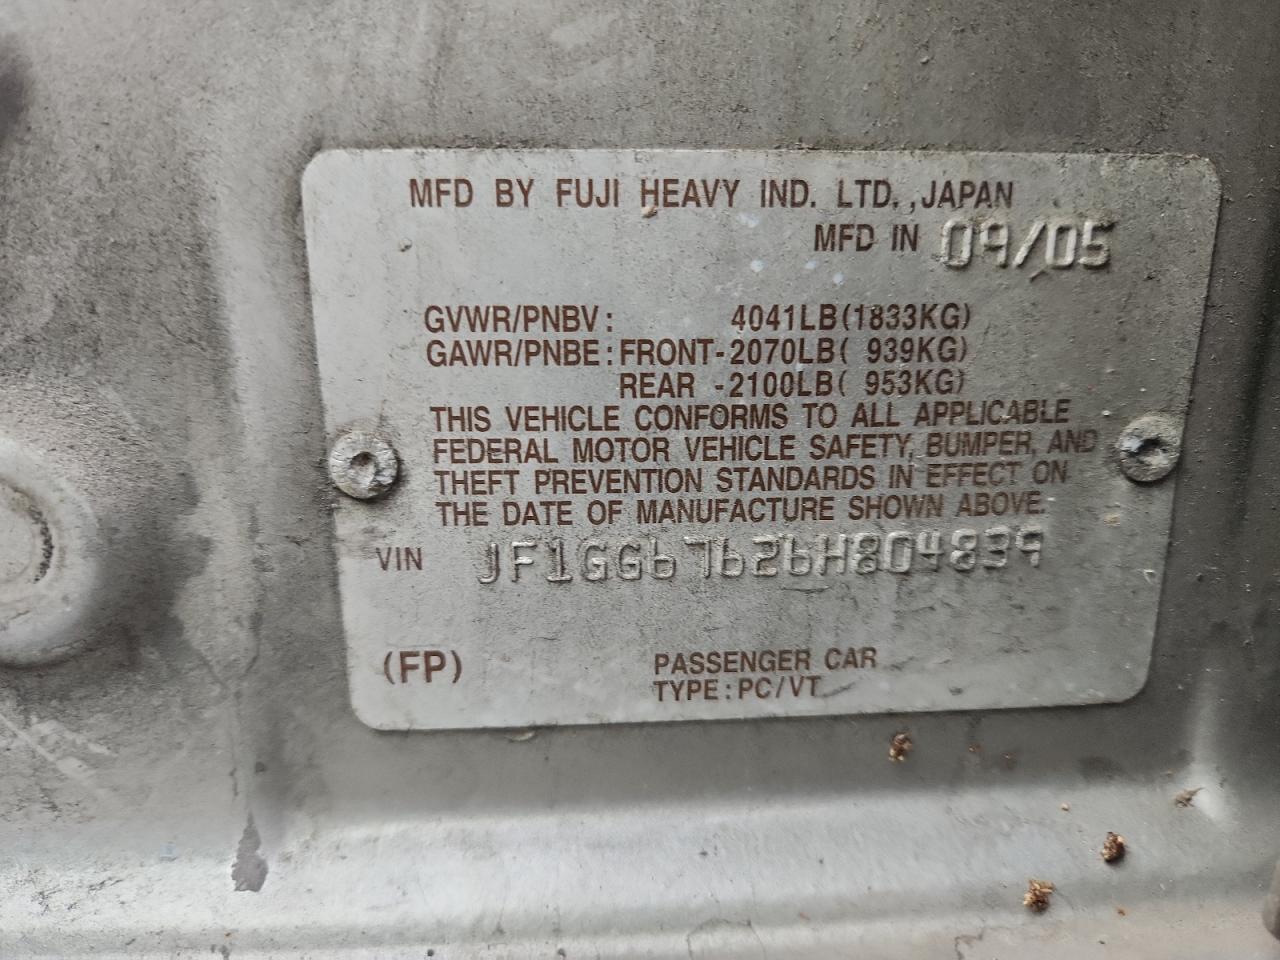 MFD BY FUJI HEAVY IND. LTD.,JAPAN
MFD IN 09/05
GVWR/PNBV: 4041LB(1833KG)
GAWR/PNBE:FRONT-2070LB( 939KG)
REAR -2100LB( 953KG)
THIS VEHICLE CONFORMS TO ALL APPLICABLE
FEDERAL MOTOR VEHICLE SAFETY, BUMPER, AND
THEFT PREVENTION STANDARDS IN EFFECT ON
THE DATE OF MANUFACTURE SHOWN ABOVE.
VIN JF1GG67626H804839
(FP) PASSENGER CAR
TYPE:PC/VT